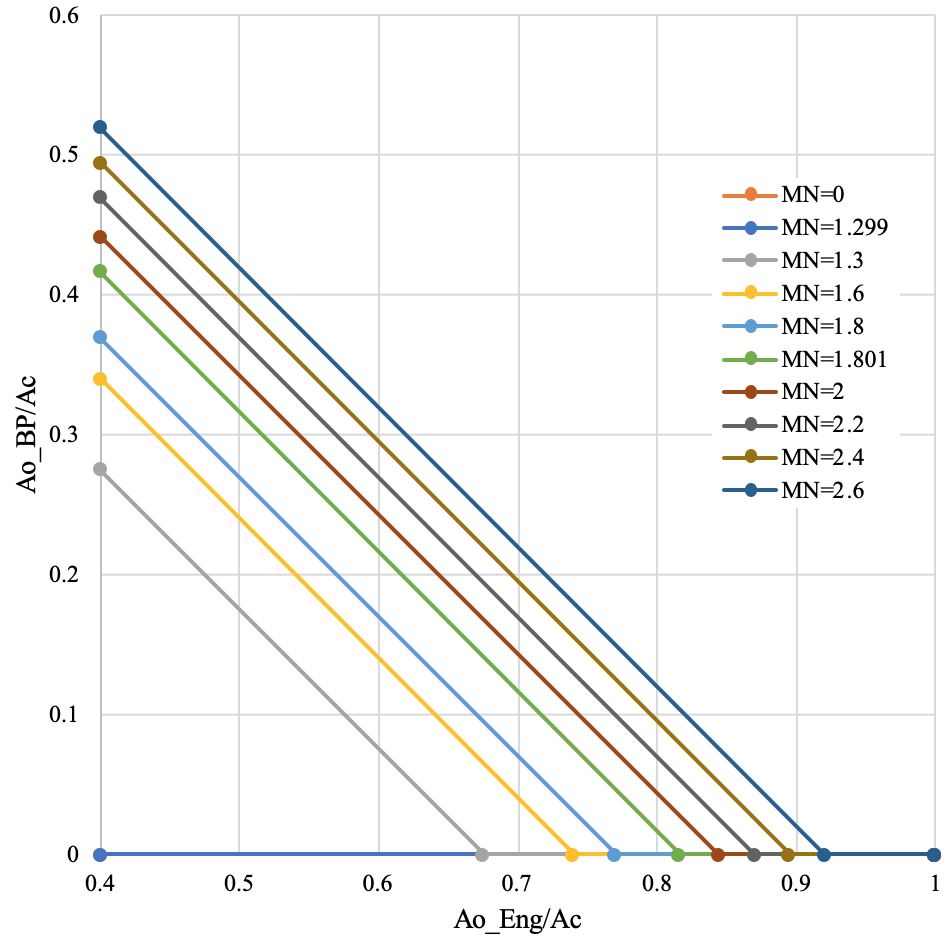 0.6
0.5
0.4
0.3
0.2
0.1
0
Ao_BP/Ac
MN=0
MN=1.299
MN=1.3
MN=1.6
MN=1.8
MN=1.801
MN=2
MN=2.2
MN=2.4
MN=2.6
0.4 0.5 0.6 0.7 0.8 0.9 1
Ao_Eng/Ac